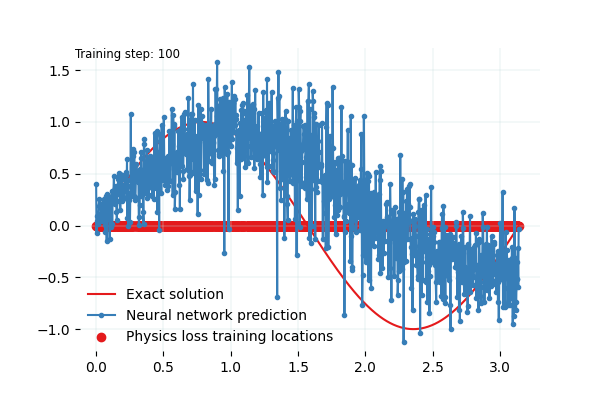 Training step: 100
1.5
1.0
0.5
0.0
−0.5
−1.0
Exact solution
Neural network prediction
Physics loss training locations
0.0 0.5 1.0 1.5 2.0 2.5 3.0